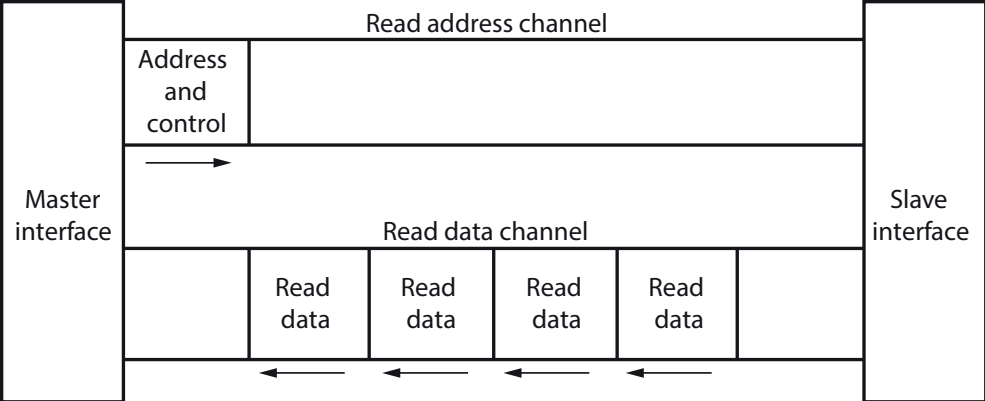 Read address channel
Address
and
control
Master
interface
Slave
interface
Read data channel
Read
data
Read
data
Read
data
Read
data